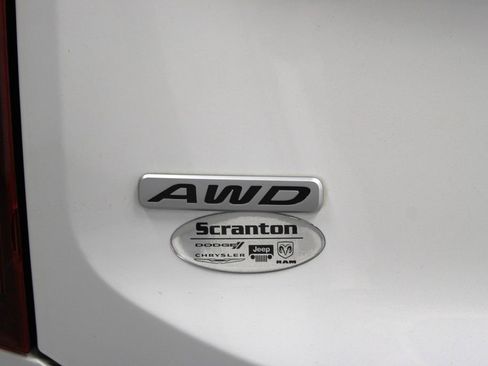 AWD
Scranton
DODGE Jeep
CHRYSLER RAM